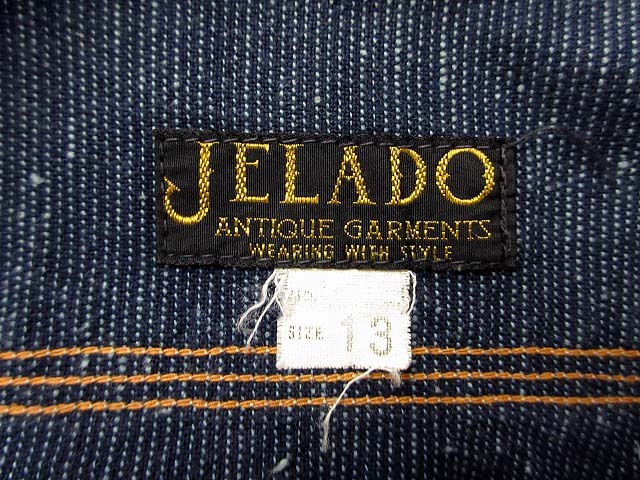 JELADO
ANTIQUE GARMENTS
WEARING WITH STYLE
SIZE 13